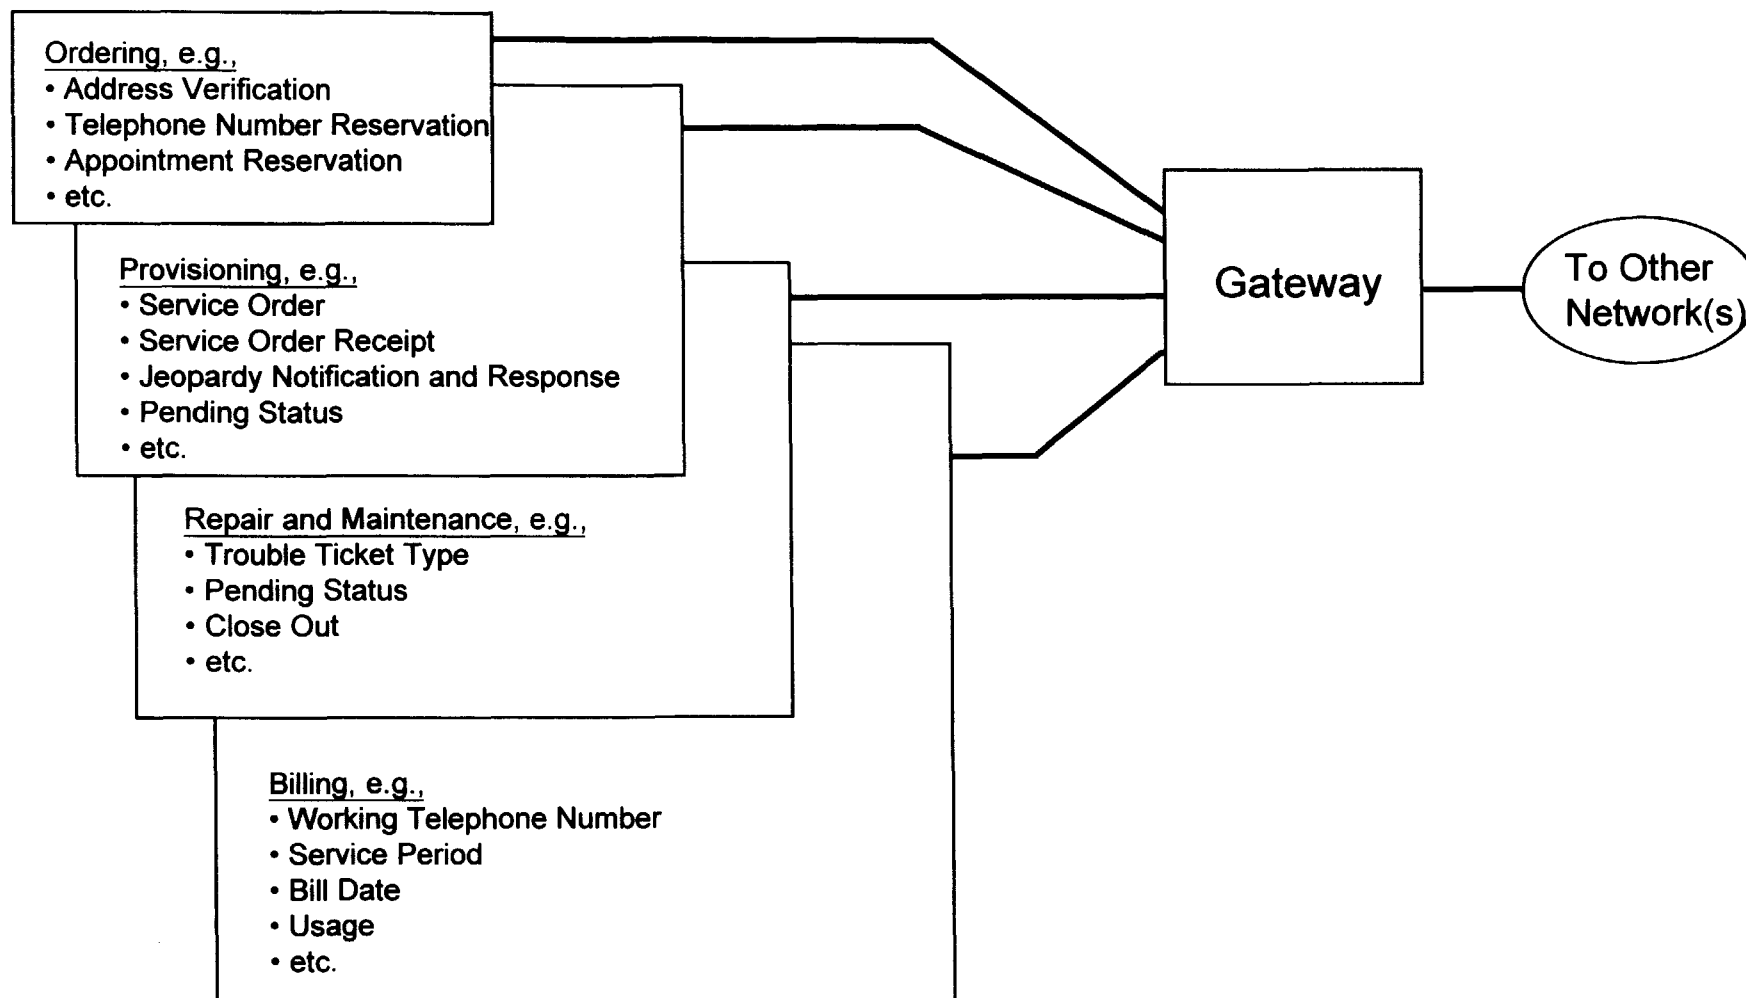 Ordering, e.g.,
• Address Verification
• Telephone Number Reservation
• Appointment Reservation
• etc.
Provisioning, e.g.,
• Service Order
• Service Order Receipt
• Jeopardy Notification and Response
• Pending Status
• etc.
Repair and Maintenance, e.g.,
• Trouble Ticket Type
• Pending Status
• Close Out
• etc.
Billing, e.g.,
• Working Telephone Number
• Service Period
• Bill Date
• Usage
• etc.
Gateway
To Other
Network(s)